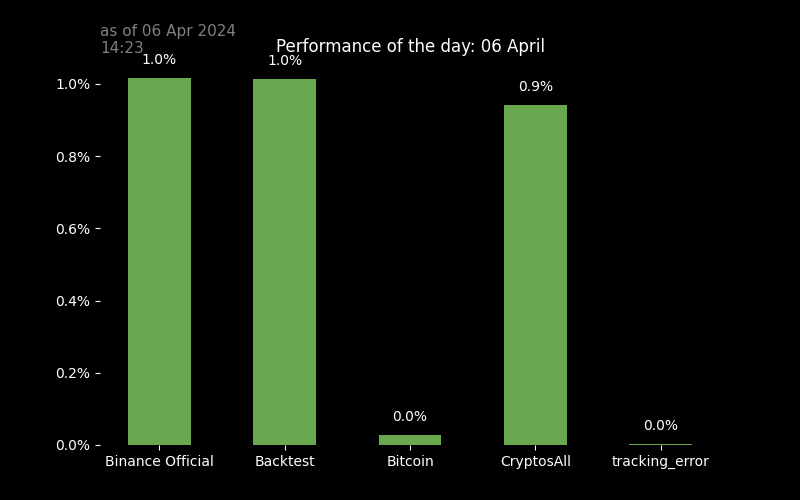 as of 06 Apr 2024
14:23
Performance of the day: 06 April
1.0%
1.0%
0.9%
0.0%
0.0%
1.0%
0.8%
0.6%
0.4%
0.2%
0.0%
Binance Official
Backtest
Bitcoin
CryptosAll
tracking_error